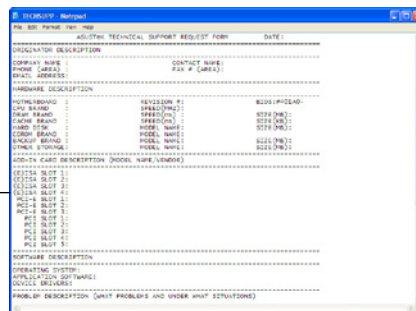 TECHSUPP - Notepad
File Edit Format View Help
ASUSTEK TECHNICAL SUPPORT REQUEST FORM DATE:
ORIGINATOR DESCRIPTION
COMPANY NAME : CONTACT NAME:
PHONE (AREA) : FAX # (AREA):
EMAIL ADDRESS:
HARDWARE DESCRIPTION
MOTHERBOARD : REVISION #: BIOS:#401A0-
CPU BRAND : SPEED(MHz):
DRAM BRAND : SPEED(ns) : SIZE(MB):
CACHE BRAND : SPEED(ns) : SIZE(KB):
HARD DISK : MODEL NAME: SIZE(MB):
CDROM BRAND : MODEL NAME:
BACKUP BRAND : MODEL NAME: SIZE(MB):
OTHER STORAGE: MODEL NAME: SIZE(MB):
ADD-IN CARD DESCRIPTION (MODEL NAME/VENDOR)
(E)ISA SLOT 1:
(E)ISA SLOT 2:
(E)ISA SLOT 3:
(E)ISA SLOT 4:
PCI-E SLOT 1:
PCI-E SLOT 2:
PCI-E SLOT 3:
PCI SLOT 1:
PCI SLOT 2:
PCI SLOT 3:
PCI SLOT 4:
PCI SLOT 5:
SOFTWARE DESCRIPTION
OPERATING SYSTEM:
APPLICATION SOFTWARE:
DEVICE DRIVERS:
PROBLEM DESCRIPTION (WHAT PROBLEMS AND UNDER WHAT SITUATIONS)